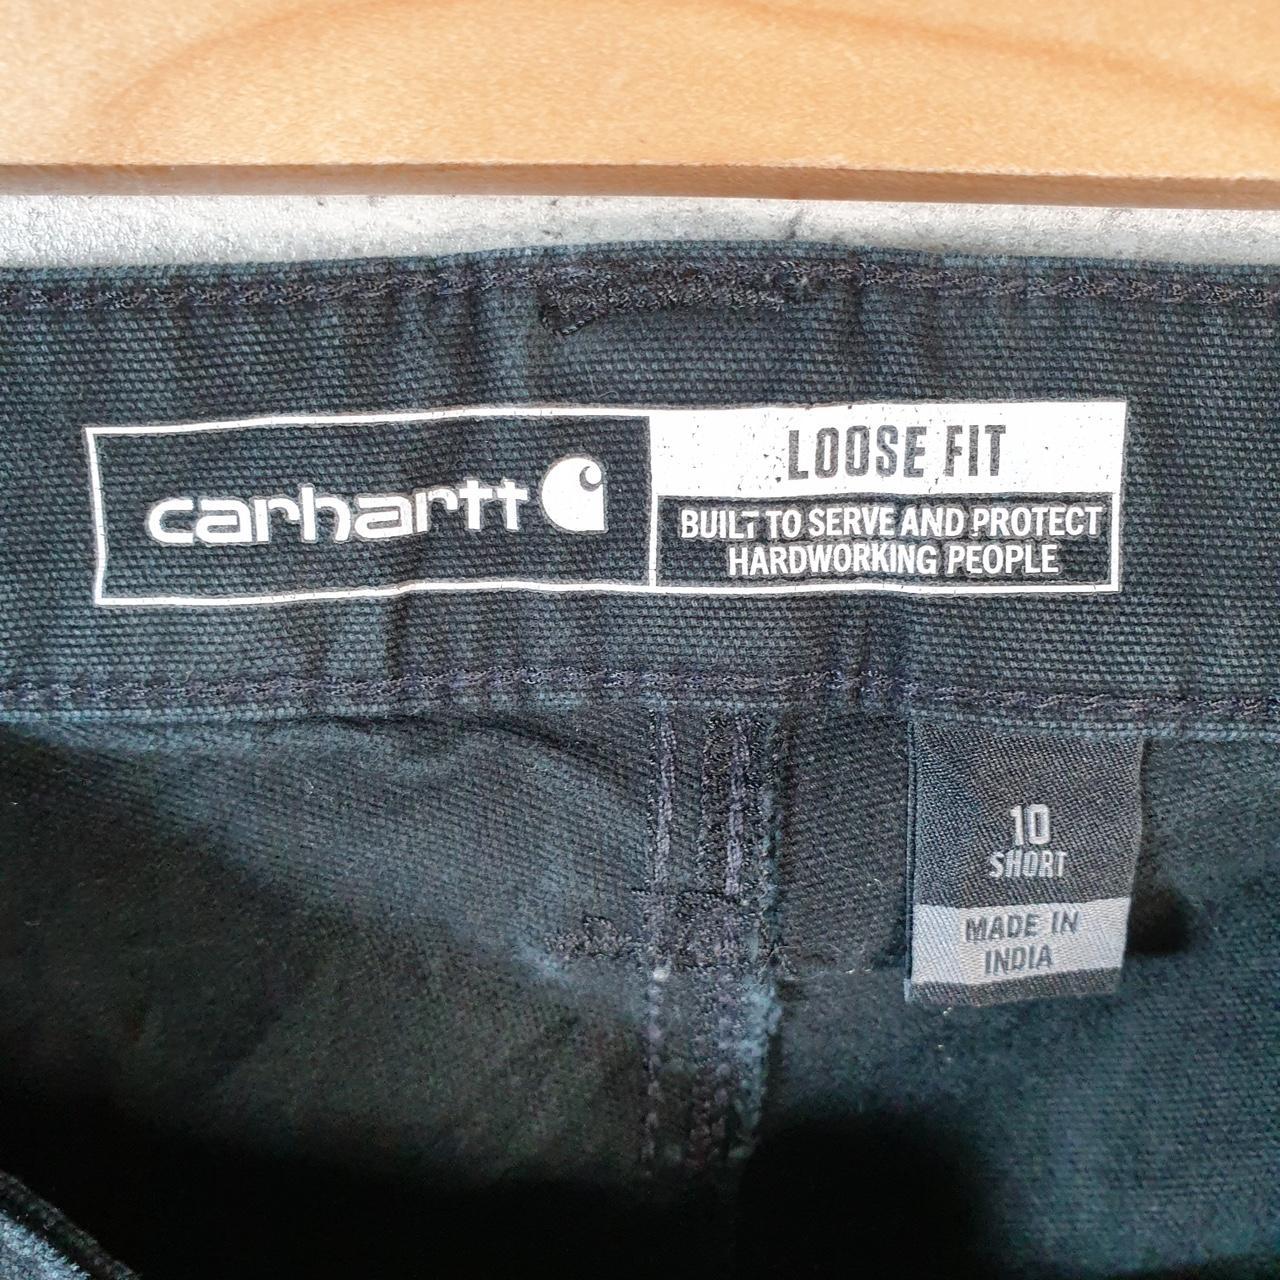 carhartt
LOOSE FIT
BUILT TO SERVE AND PROTECT
HARDWORKING PEOPLE
10
SHORT
MADE IN
INDIA